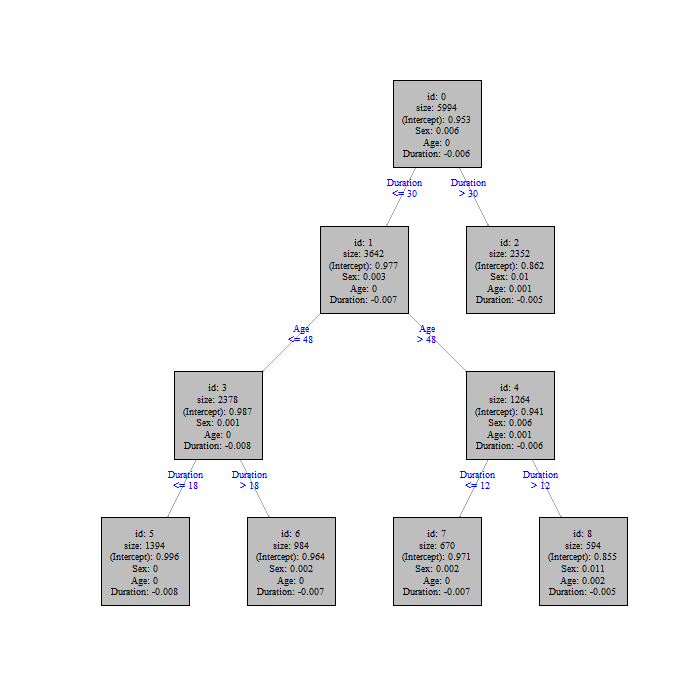 id: 0
size: 5994
(Intercept): 0.953
Sex: 0.006
Age: 0
Duration: -0.006
Duration
<= 30
Duration
> 30
id: 1
size: 3642
(Intercept): 0.977
Sex: 0.003
Age: 0
Duration: -0.007
id: 2
size: 2352
(Intercept): 0.862
Sex: 0.01
Age: 0.001
Duration: -0.005
Age
<= 48
Age
> 48
id: 3
size: 2378
(Intercept): 0.987
Sex: 0.001
Age: 0
Duration: -0.008
id: 4
size: 1264
(Intercept): 0.941
Sex: 0.006
Age: 0.001
Duration: -0.006
Duration
<= 18
Duration
> 18
Duration
<= 12
Duration
> 12
id: 5
size: 1394
(Intercept): 0.996
Sex: 0
Age: 0
Duration: -0.008
id: 6
size: 984
(Intercept): 0.964
Sex: 0.002
Age: 0
Duration: -0.007
id: 7
size: 670
(Intercept): 0.971
Sex: 0.002
Age: 0
Duration: -0.007
id: 8
size: 594
(Intercept): 0.855
Sex: 0.011
Age: 0.002
Duration: -0.005